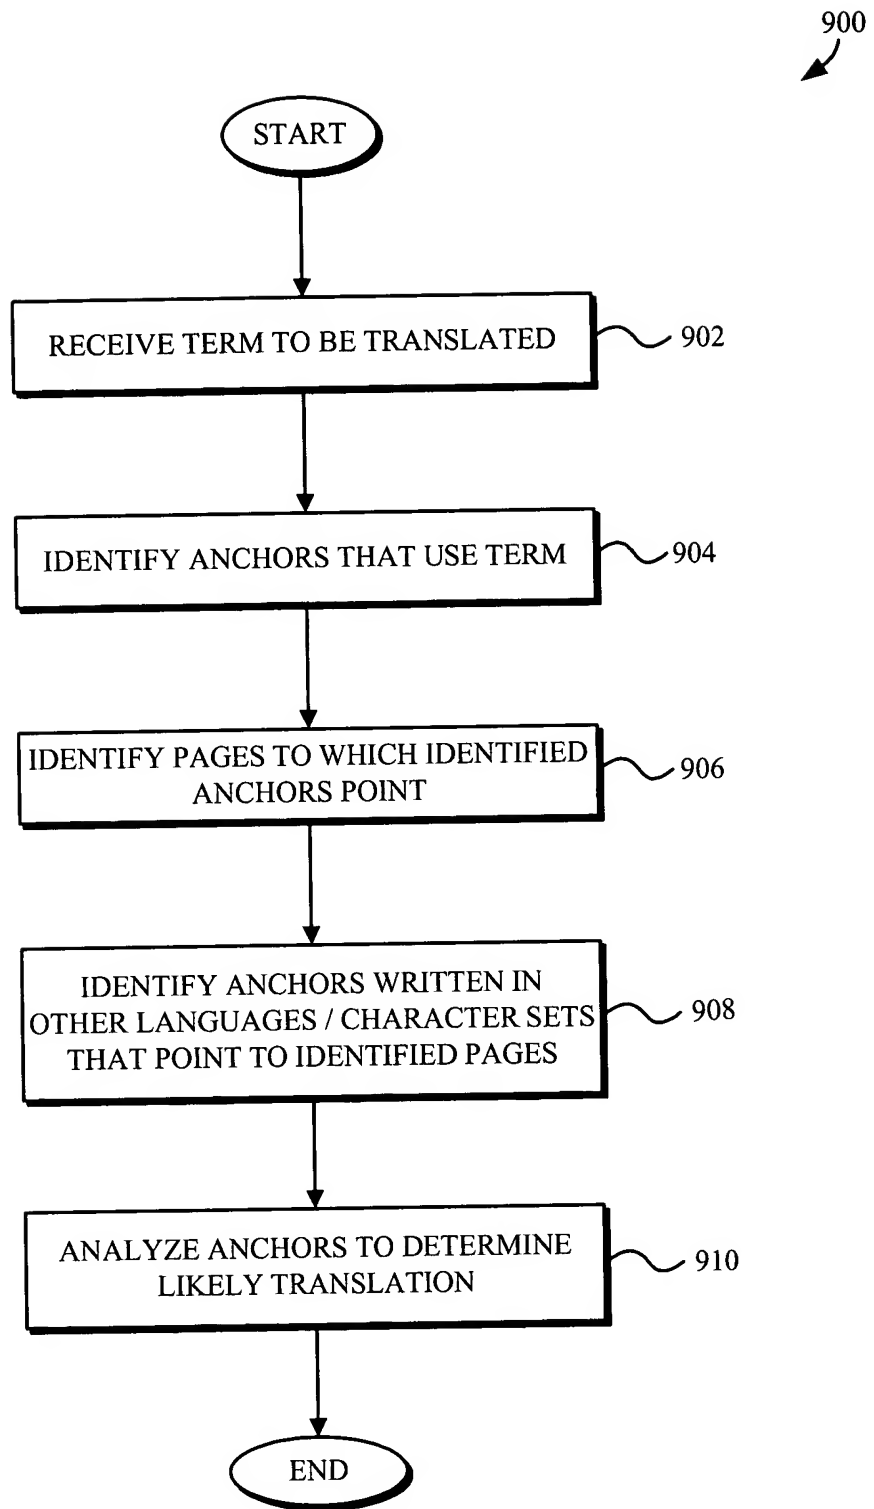 900
START
RECEIVE TERM TO BE TRANSLATED
902
IDENTIFY ANCHORS THAT USE TERM
904
IDENTIFY PAGES TO WHICH IDENTIFIED
ANCHORS POINT
906
IDENTIFY ANCHORS WRITTEN IN
OTHER LANGUAGES / CHARACTER SETS
THAT POINT TO IDENTIFIED PAGES
908
ANALYZE ANCHORS TO DETERMINE
LIKELY TRANSLATION
910
END